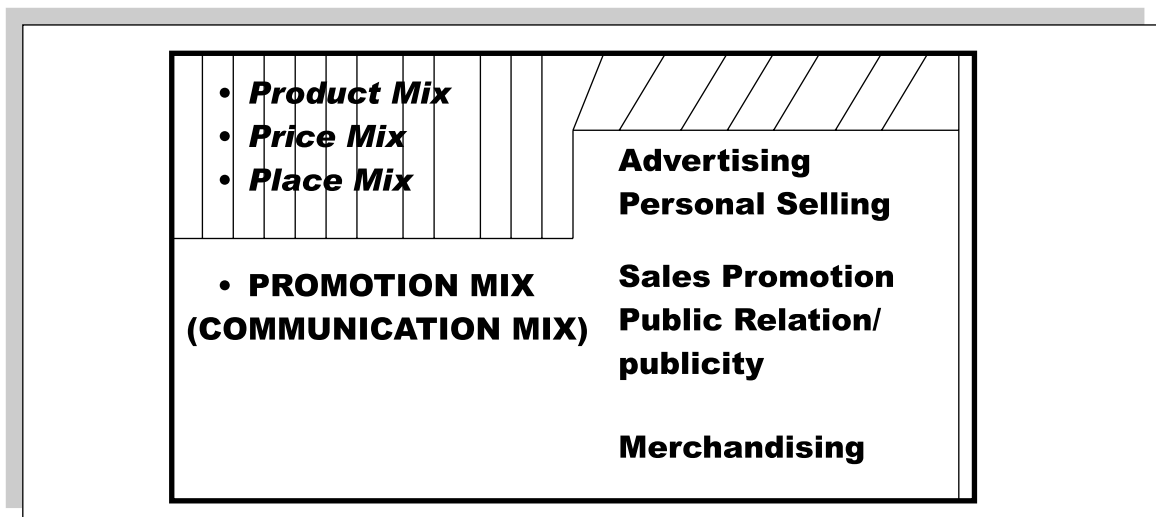 • Product Mix
• Price Mix
• Place Mix
• PROMOTION MIX
(COMMUNICATION MIX)
Advertising
Personal Selling
Sales Promotion
Public Relation/
publicity
Merchandising